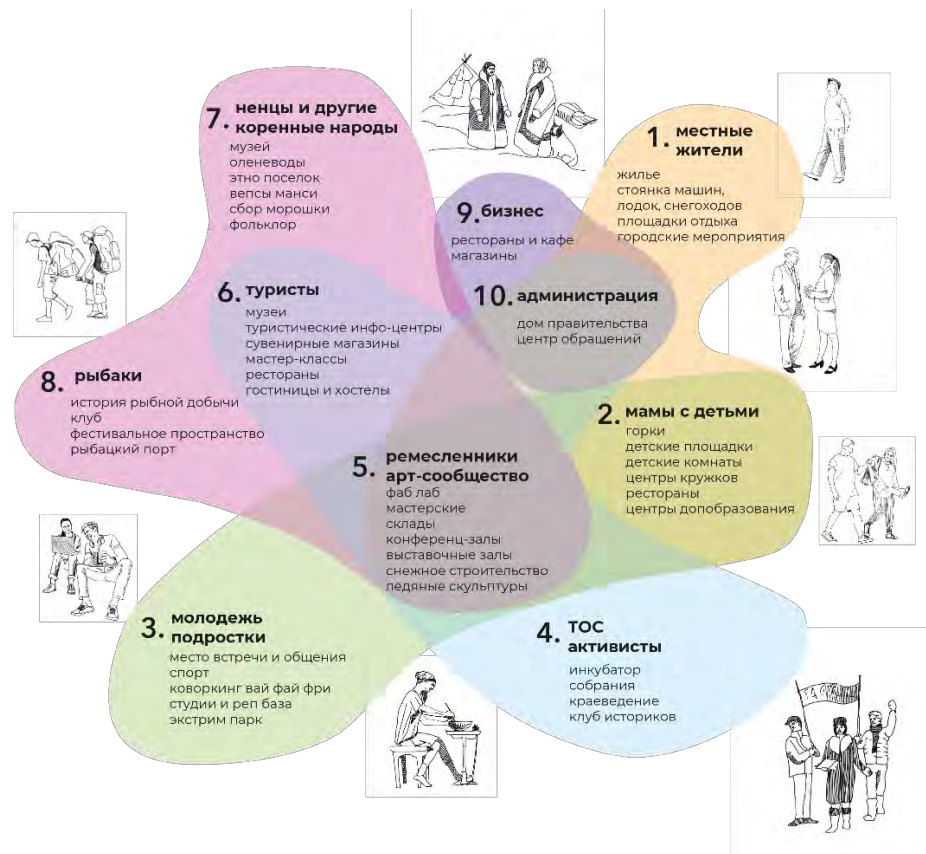 7. ненцы и другие
коренные народы
музей
оленеводы
этно поселок
вепсы манси
сбор морошки
фольклор
1. местные
жители
жилье
стоянка машин,
лодок, снегоходов
площадки отдыха
городские мероприятия
9. бизнес
рестораны и кафе
магазины
10. администрация
дом правительства
центр обращений
6. туристы
музеи
туристические инфо-центры
сувенирные магазины
мастер-классы
рестораны
гостиницы и хостелы
8. рыбаки
история рыбной добычи
клуб
фестивальное пространство
рыбацкий порт
2. мамы с детьми
горки
детские площадки
детские комнаты
центры кружков
рестораны
центры допобразования
5. ремесленники
арт-сообщество
фаб лаб
мастерские
склады
конференц-залы
выставочные залы
снежное строительство
ледяные скульптуры
3. молодежь
подростки
место встречи и общения
спорт
коворкинг вай фай фри
студии и реп база
экстрим парк
4. ТОС
активисты
инкубатор
собрания
краеведение
клуб историков